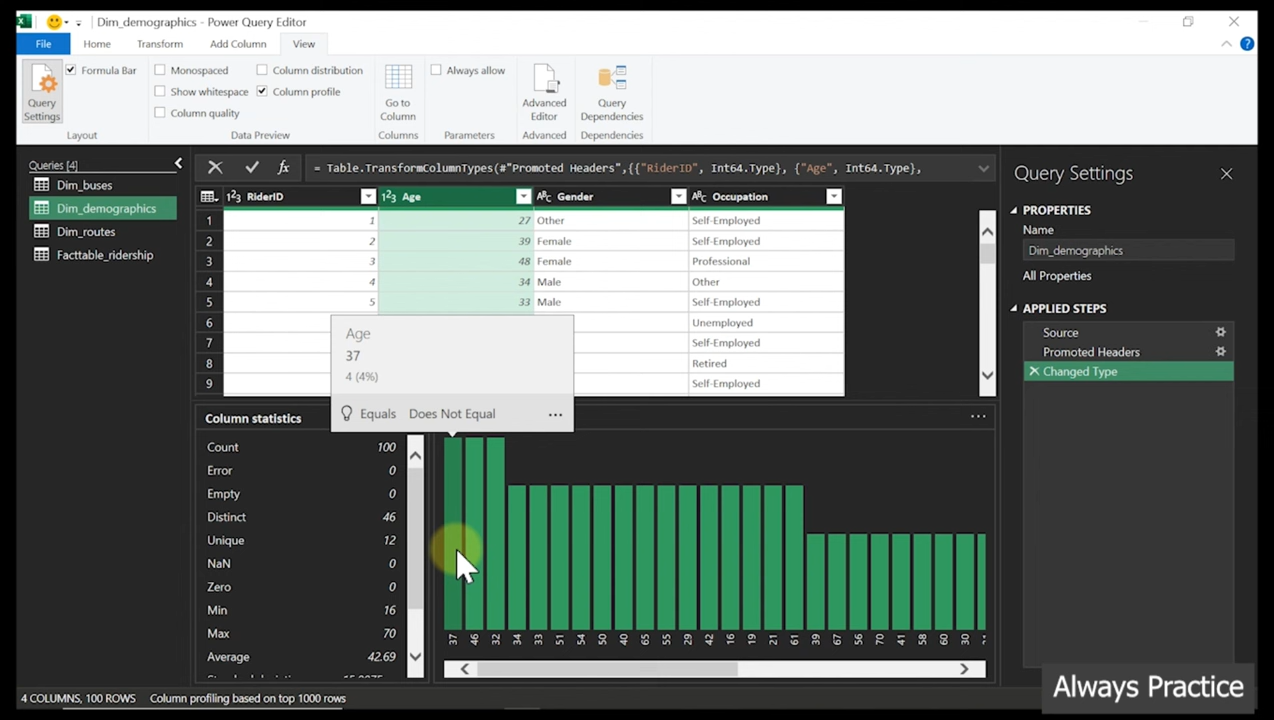 Dim_demographics - Power Query Editor
File Home Transform Add Column View
Query Settings
Formula Bar
Layout
Monospaced
Show whitespace
Column quality
Column distribution
Column profile
Data Preview
Go to Column
Columns
Always allow
Parameters
Advanced Editor
Advanced
Query Dependencies
Dependencies
Queries [4]
Dim_buses
Dim_demographics
Dim_routes
Facttable_ridership
fx = Table.TransformColumnTypes(#"Promoted Headers",{{"RiderID", Int64.Type}, {"Age", Int64.Type},
RiderID Age Gender Occupation
1 1 27 Other Self-Employed
2 2 39 Female Self-Employed
3 3 48 Female Professional
4 4 34 Male Other
5 5 33 Male Self-Employed
6 Unemployed
7 Self-Employed
8 Retired
9 Self-Employed
Age
37
4 (4%)
Equals Does Not Equal ...
Column statistics
Count 100
Error 0
Empty 0
Distinct 46
Unique 12
NaN 0
Zero 0
Min 16
Max 70
Average 42.69
37 46 32 34 33 51 54 50 40 65 55 29 42 16 19 21 61 39 67 56 70 41 58 60 30
Query Settings
PROPERTIES
Name
Dim_demographics
All Properties
APPLIED STEPS
Source
Promoted Headers
Changed Type
4 COLUMNS, 100 ROWS Column profiling based on top 1000 rows
Always Practice